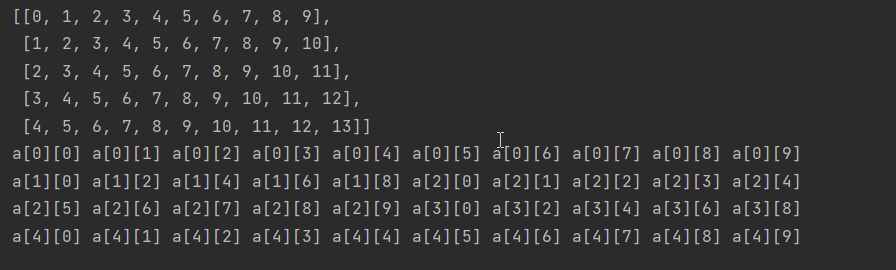 [[0, 1, 2, 3, 4, 5, 6, 7, 8, 9],
 [1, 2, 3, 4, 5, 6, 7, 8, 9, 10],
 [2, 3, 4, 5, 6, 7, 8, 9, 10, 11],
 [3, 4, 5, 6, 7, 8, 9, 10, 11, 12],
 [4, 5, 6, 7, 8, 9, 10, 11, 12, 13]]
a[0][0] a[0][1] a[0][2] a[0][3] a[0][4] a[0][5] a[0][6] a[0][7] a[0][8] a[0][9]
a[1][0] a[1][2] a[1][4] a[1][6] a[1][8] a[2][0] a[2][1] a[2][2] a[2][3] a[2][4]
a[2][5] a[2][6] a[2][7] a[2][8] a[2][9] a[3][0] a[3][2] a[3][4] a[3][6] a[3][8]
a[4][0] a[4][1] a[4][2] a[4][3] a[4][4] a[4][5] a[4][6] a[4][7] a[4][8] a[4][9]